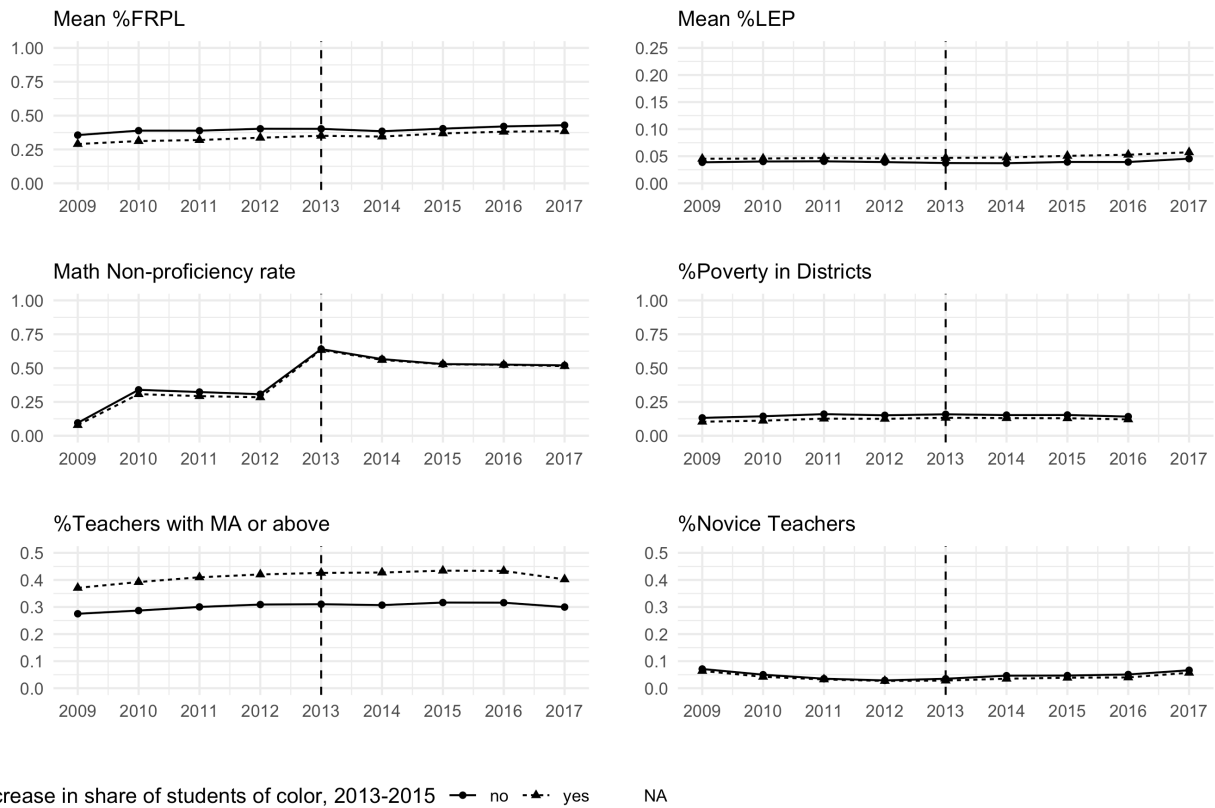 Mean %FRPL
1.00
0.75
0.50
0.25
0.00
2009 2010 2011 2012 2013 2014 2015 2016 2017
Mean %LEP
0.25
0.20
0.15
0.10
0.05
0.00
2009 2010 2011 2012 2013 2014 2015 2016 2017
Math Non-proficiency rate
1.00
0.75
0.50
0.25
0.00
2009 2010 2011 2012 2013 2014 2015 2016 2017
%Poverty in Districts
1.00
0.75
0.50
0.25
0.00
2009 2010 2011 2012 2013 2014 2015 2016 2017
%Teachers with MA or above
0.5
0.4
0.3
0.2
0.1
0.0
2009 2010 2011 2012 2013 2014 2015 2016 2017
%Novice Teachers
0.5
0.4
0.3
0.2
0.1
0.0
2009 2010 2011 2012 2013 2014 2015 2016 2017
crease in share of students of color, 2013-2015 no yes NA